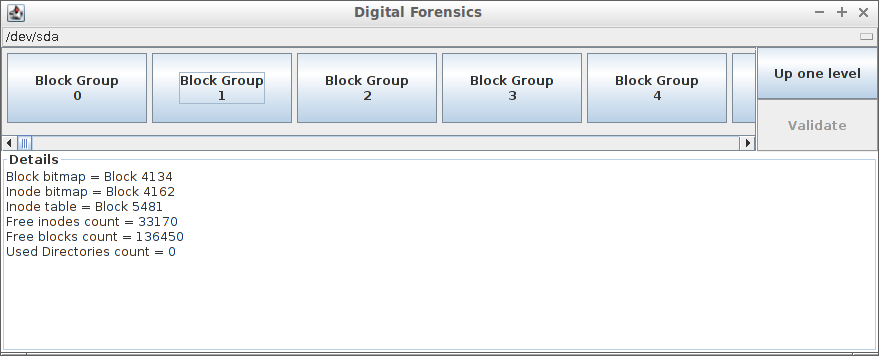 Digital Forensics
/dev/sda
Block Group
0
Block Group
1
Block Group
2
Block Group
3
Block Group
4
Up one level
Validate
Details
Block bitmap = Block 4134
Inode bitmap = Block 4162
Inode table = Block 5481
Free inodes count = 33170
Free blocks count = 136450
Used Directories count = 0